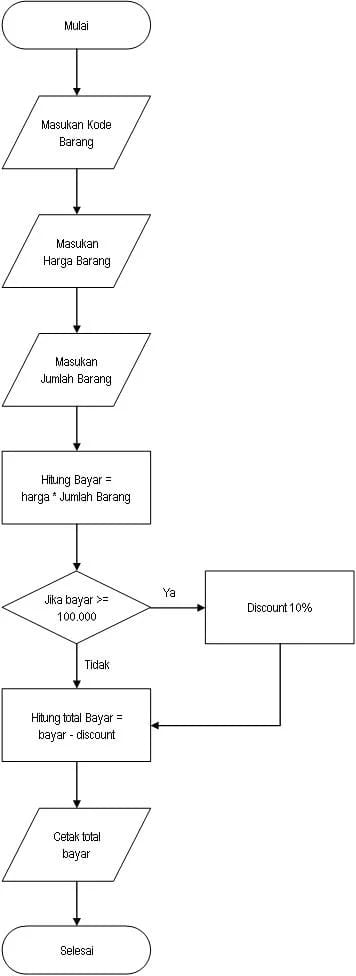 Mulai
Masukan Kode
Barang
Masukan
Harga Barang
Masukan
Jumlah Barang
Hitung Bayar =
harga * Jumlah Barang
Jika bayar >=
100.000
Ya
Discount 10%
Tidak
Hitung total Bayar =
bayar - discount
Cetak total
bayar
Selesai